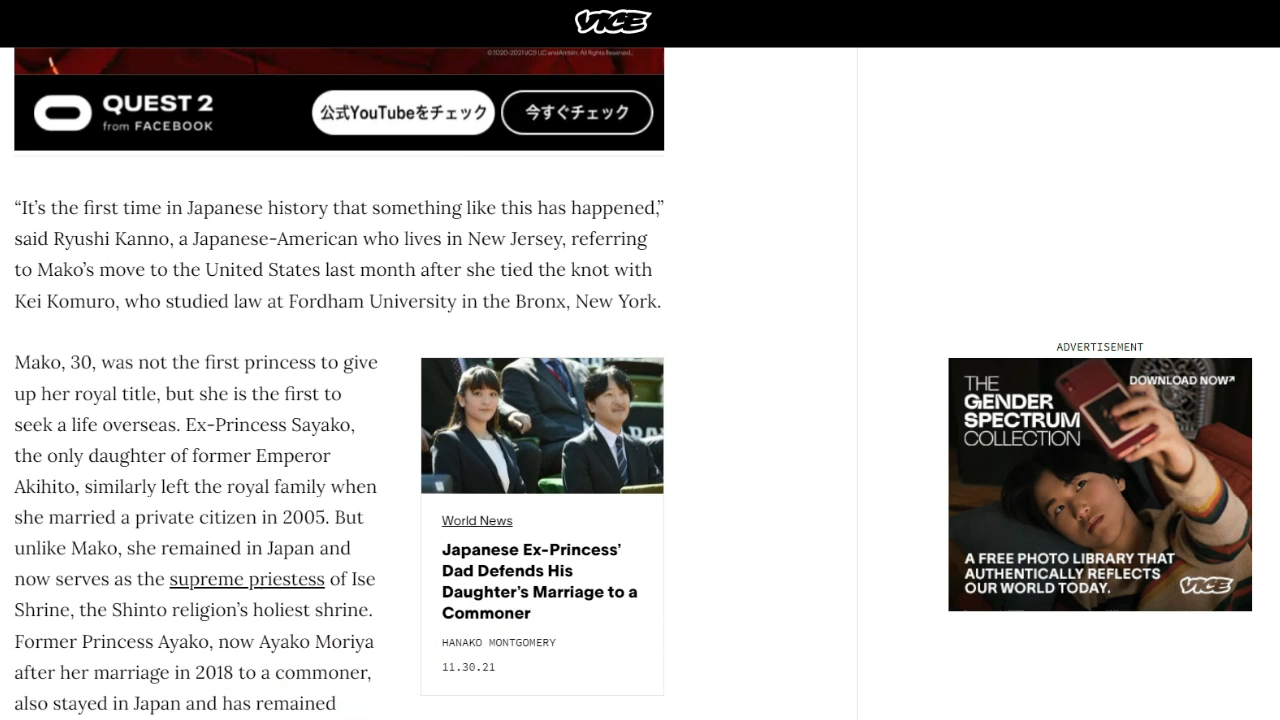 VICE
©2020-2021 UCB LLC and Ambiin. All Rights Reserved.
QUEST 2
from FACEBOOK
公式YouTubeをチェック
今すぐチェック
“It’s the first time in Japanese history that something like this has happened,”
said Ryushi Kanno, a Japanese-American who lives in New Jersey, referring
to Mako’s move to the United States last month after she tied the knot with
Kei Komuro, who studied law at Fordham University in the Bronx, New York.
Mako, 30, was not the first princess to give
up her royal title, but she is the first to
seek a life overseas. Ex-Princess Sayako,
the only daughter of former Emperor
Akihito, similarly left the royal family when
she married a private citizen in 2005. But
unlike Mako, she remained in Japan and
now serves as the supreme priestess of Ise
Shrine, the Shinto religion’s holiest shrine.
Former Princess Ayako, now Ayako Moriya
after her marriage in 2018 to a commoner,
also stayed in Japan and has remained
World News
Japanese Ex-Princess’
Dad Defends His
Daughter’s Marriage to a
Commoner
HANAKO MONTGOMERY
11.30.21
ADVERTISEMENT
THE
GENDER
SPECTRUM
COLLECTION
DOWNLOAD NOW↗
A FREE PHOTO LIBRARY THAT
AUTHENTICALLY REFLECTS
OUR WORLD TODAY.
VICE